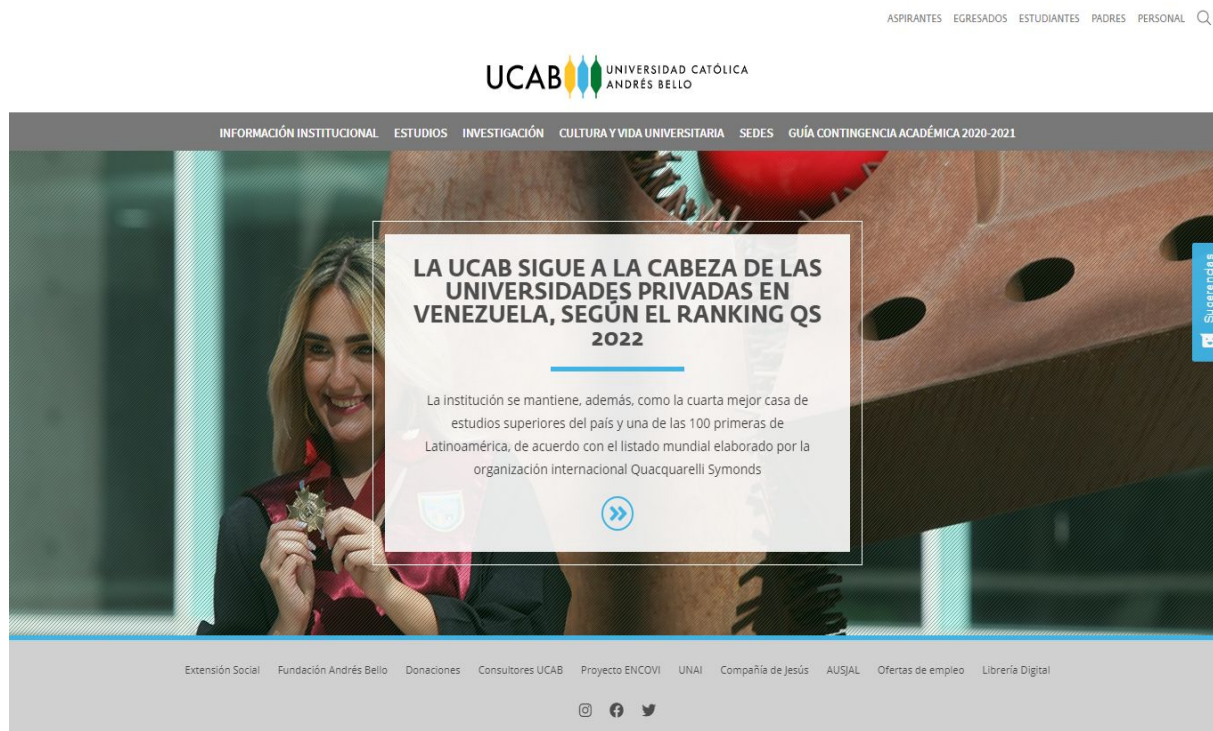 ASPIRANTES EGRESADOS ESTUDIANTES PADRES PERSONAL
UCAB UNIVERSIDAD CATÓLICA
ANDRÉS BELLO
INFORMACIÓN INSTITUCIONAL ESTUDIOS INVESTIGACIÓN CULTURA Y VIDA UNIVERSITARIA SEDES GUÍA CONTINGENCIA ACADÉMICA 2020-2021
LA UCAB SIGUE A LA CABEZA DE LAS
UNIVERSIDADES PRIVADAS EN
VENEZUELA, SEGÚN EL RANKING QS
2022
La institución se mantiene, además, como la cuarta mejor casa de
estudios superiores del país y una de las 100 primeras de
Latinoamérica, de acuerdo con el listado mundial elaborado por la
organización internacional Quacquarelli Symonds
Extensión Social Fundación Andrés Bello Donaciones Consultores UCAB Proyecto ENCOVI UNAI Compañía de Jesús AUSJAL Ofertas de empleo Librería Digital